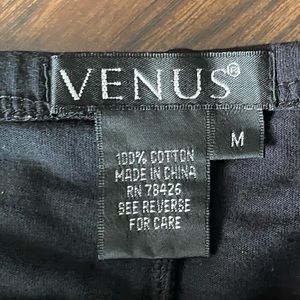 VENUS®
M
100% COTTON
MADE IN CHINA
RN 78426
SEE REVERSE
FOR CARE